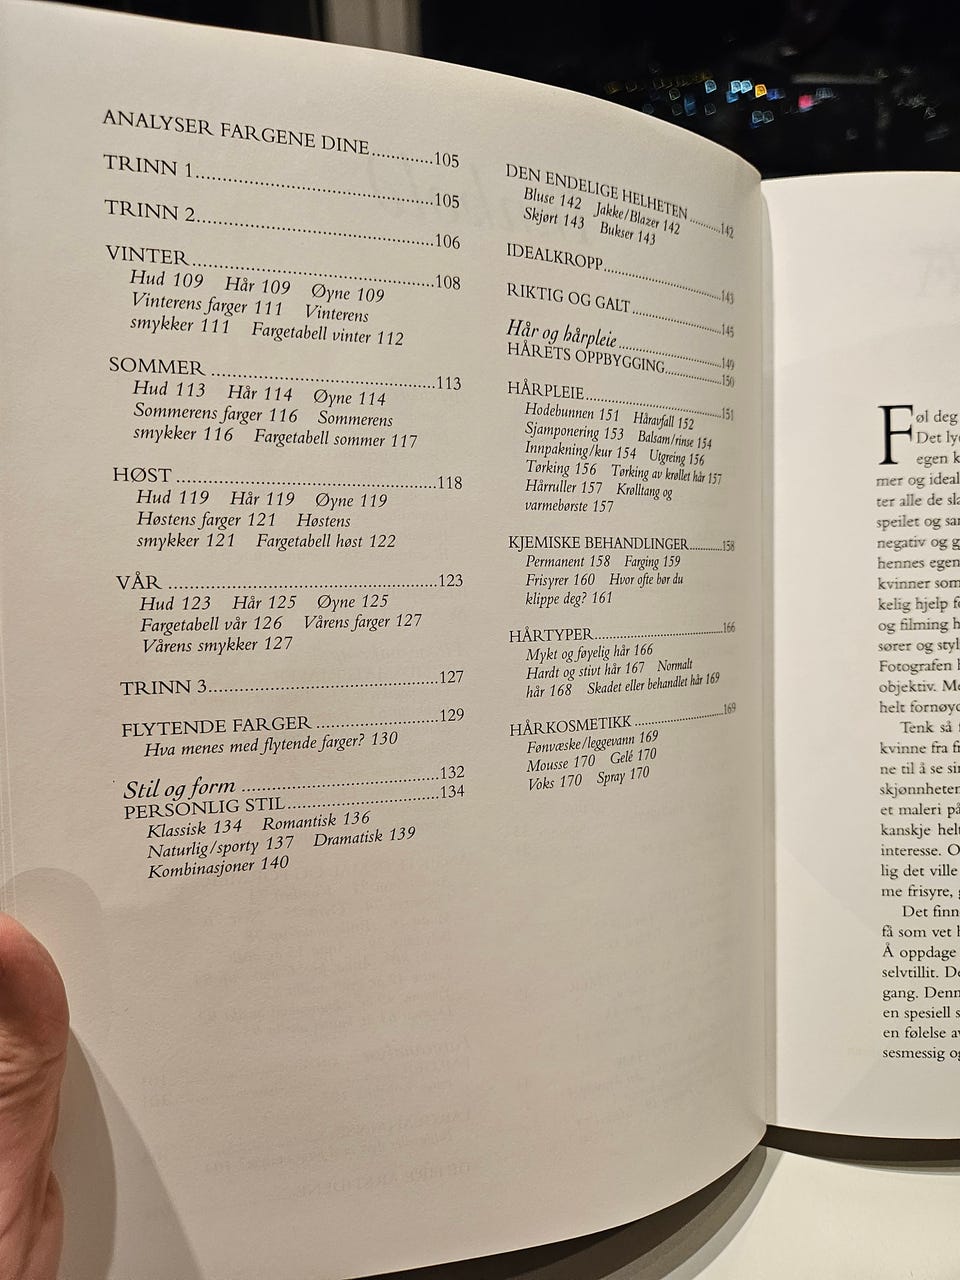 ANALYSER FARGENE DINE..........105
TRINN 1..........105
TRINN 2..........106
VINTER..........108
Hud 109 Hår 109 Øyne 109
Vinterens farger 111 Vinterens
smykker 111 Fargetabell vinter 112
SOMMER..........113
Hud 113 Hår 114 Øyne 114
Sommerens farger 116 Sommerens
smykker 116 Fargetabell sommer 117
HØST..........118
Hud 119 Hår 119 Øyne 119
Høstens farger 121 Høstens
smykker 121 Fargetabell høst 122
VÅR..........123
Hud 123 Hår 125 Øyne 125
Fargetabell vår 126 Vårens farger 127
Vårens smykker 127
TRINN 3..........127
FLYTENDE FARGER..........129
Hva menes med flytende farger? 130
Stil og form..........132
PERSONLIG STIL..........134
Klassisk 134 Romantisk 136
Naturlig/sporty 137 Dramatisk 139
Kombinasjoner 140
DEN ENDELIGE HELHETEN..........142
Bluse 142 Jakke/Blazer 142
Skjørt 143 Bukser 143
IDEALKROPP..........143
RIKTIG OG GALT..........145
Hår og hårpleie..........149
HÅRETS OPPBYGGING..........150
HÅRPLEIE..........151
Hodebunnen 151 Håravfall 152
Sjamponering 153 Balsam/rinse 154
Innpakning/kur 154 Utgreing 156
Tørking 156 Tørking av krøllet hår 157
Hårruller 157 Krølltang og
varmebørste 157
KJEMISKE BEHANDLINGER..........158
Permanent 158 Farging 159
Frisyrer 160 Hvor ofte bør du
klippe deg? 161
HÅRTYPER..........166
Mykt og føyelig hår 166
Hardt og stivt hår 167 Normalt
hår 168 Skadet eller behandlet hår 169
HÅRKOSMETIKK..........169
Fønvæske/leggevann 169
Mousse 170 Gelé 170
Voks 170 Spray 170
Føl deg
Det
egen
mer og ideal
ter alle de
speilet og
negativ og
hennes egen
kvinner som
kelig hjelp
og filming
sører og
Fotografen
objektiv.
helt
Tenk så
kvinne fra
ne til å se
skjønnheten
et maleri på
kanskje
interesse.
lig det ville
me frisyre,
Det
få som vet
Å oppdage
selvtillit.
gang.
en spesiell
en følelse
sesmessig